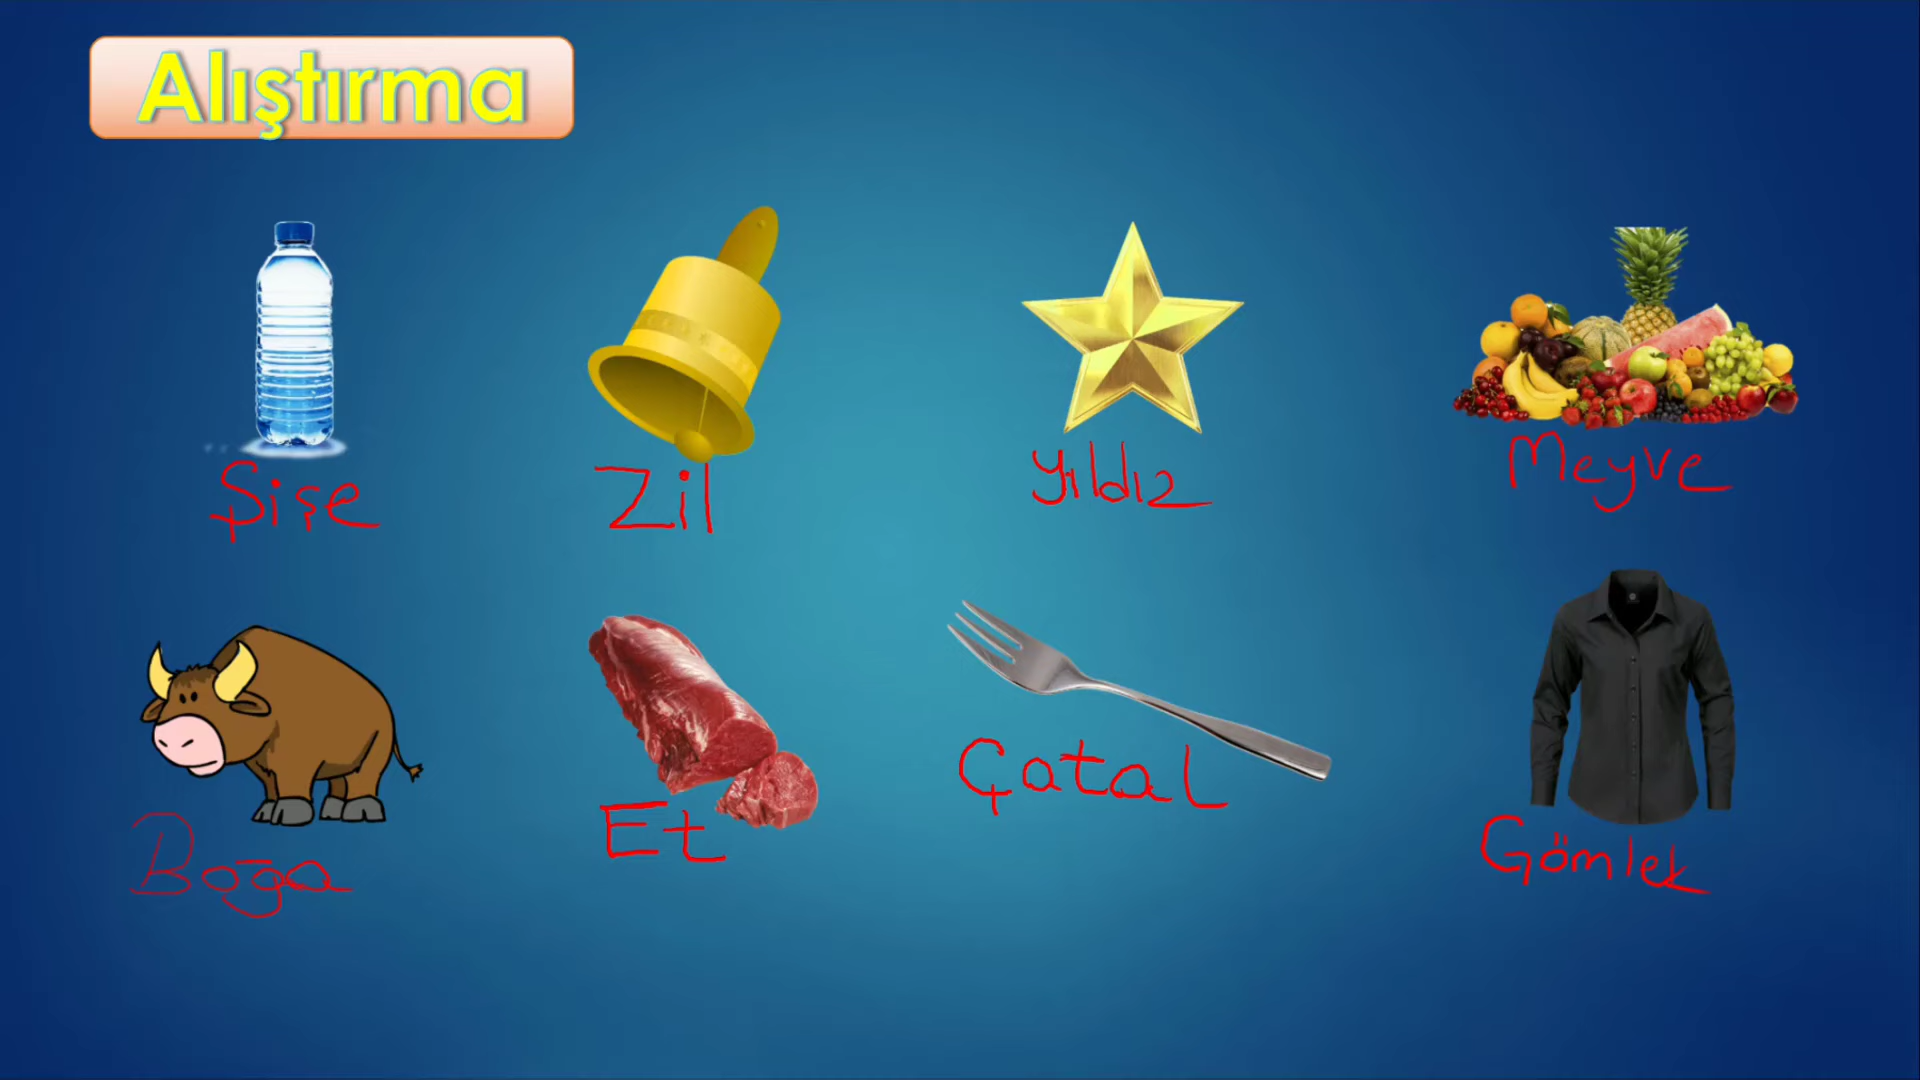 Alıştırma
Şişe
Zil
Yıldız
Meyve
Boğa
Et
Çatal
Gömlek